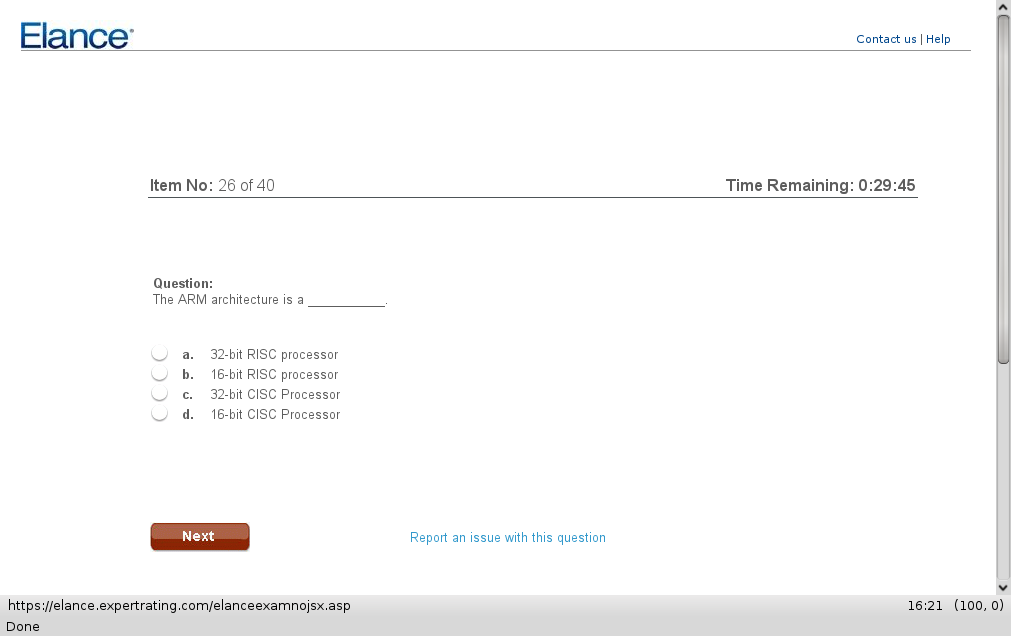 Elance
Contact us | Help
Item No: 26 of 40 Time Remaining: 0:29:45
Question:
The ARM architecture is a ___________.
a. 32-bit RISC processor
b. 16-bit RISC processor
c. 32-bit CISC Processor
d. 16-bit CISC Processor
Next Report an issue with this question
https://elance.expertrating.com/elanceexamnojsx.asp 16:21 (100, 0)
Done